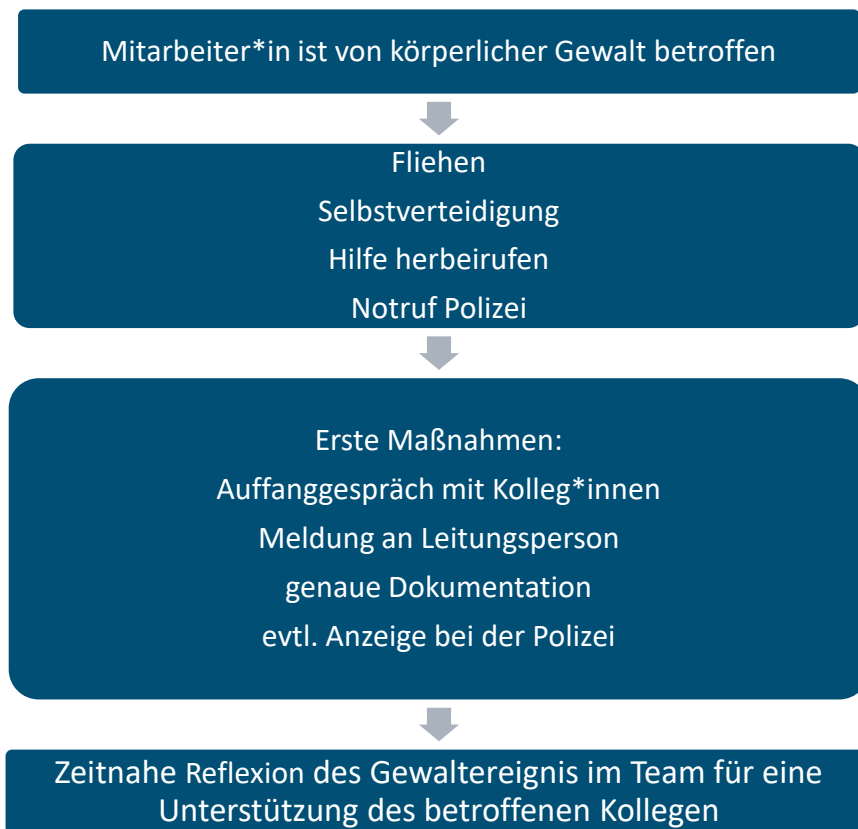 Mitarbeiter*in ist von körperlicher Gewalt betroffen
Fliehen
Selbstverteidigung
Hilfe herbeirufen
Notruf Polizei
Erste Maßnahmen:
Auffanggespräch mit Kolleg*innen
Meldung an Leitungsperson
genaue Dokumentation
evtl. Anzeige bei der Polizei
Zeitnahe Reflexion des Gewaltereignis im Team für eine
Unterstützung des betroffenen Kollegen